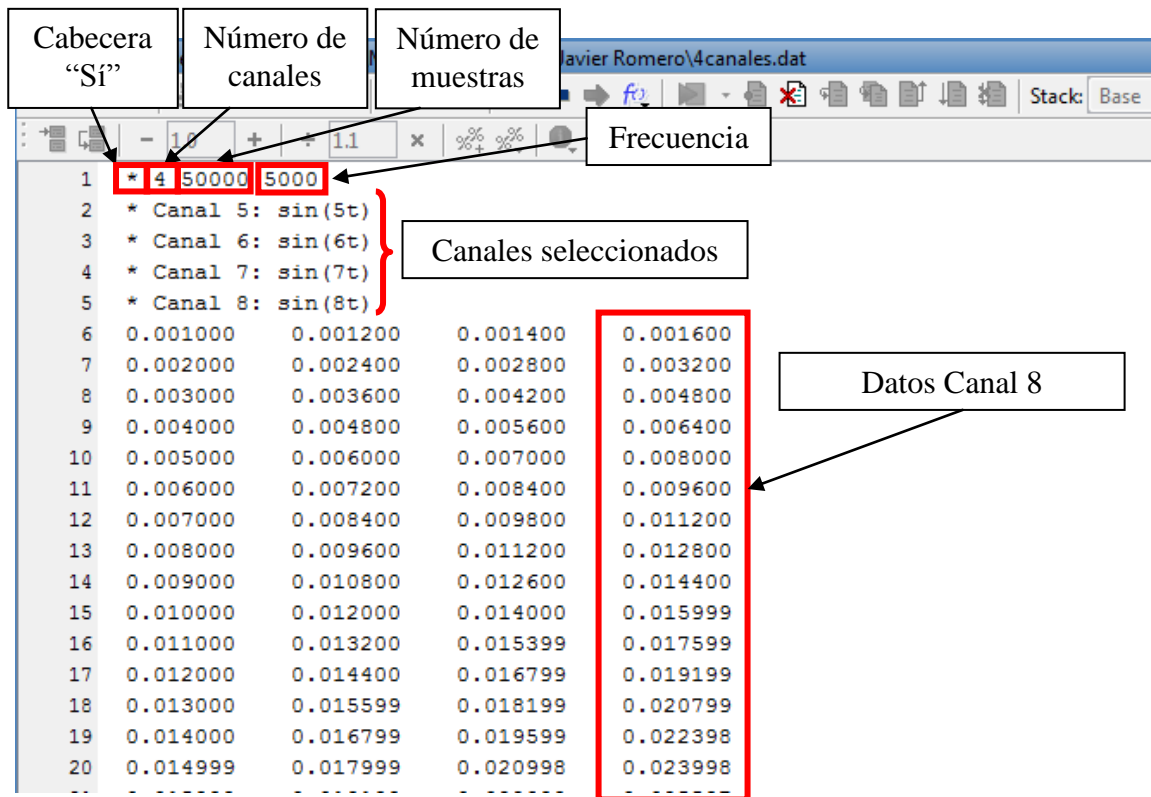 Cabecera
“Sí”
Número de
canales
Número de
muestras
Javier Romero\4canales.dat
Stack: Base
− 1.0 + ÷ 1.1 ×
Frecuencia
1 * 4 50000 5000
2 * Canal 5: sin(5t)
3 * Canal 6: sin(6t)
4 * Canal 7: sin(7t)
5 * Canal 8: sin(8t)
Canales seleccionados
6 0.001000 0.001200 0.001400 0.001600
7 0.002000 0.002400 0.002800 0.003200
8 0.003000 0.003600 0.004200 0.004800
9 0.004000 0.004800 0.005600 0.006400
10 0.005000 0.006000 0.007000 0.008000
11 0.006000 0.007200 0.008400 0.009600
12 0.007000 0.008400 0.009800 0.011200
13 0.008000 0.009600 0.011200 0.012800
14 0.009000 0.010800 0.012600 0.014400
15 0.010000 0.012000 0.014000 0.015999
16 0.011000 0.013200 0.015399 0.017599
17 0.012000 0.014400 0.016799 0.019199
18 0.013000 0.015599 0.018199 0.020799
19 0.014000 0.016799 0.019599 0.022398
20 0.014999 0.017999 0.020998 0.023998
Datos Canal 8